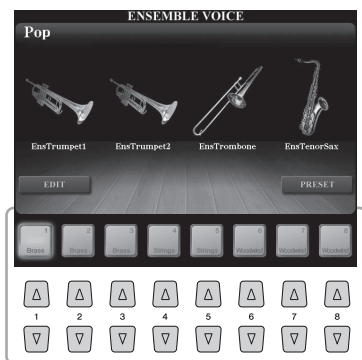 ENSEMBLE VOICE
Pop
EnsTrumpet1 EnsTrumpet2 EnsTrombone EnsTenorSax
EDIT PRESET
1 2 3 4 5 6 7 8
Brass Brass Brass Strings Strings Woodwind Woodwind Woodwind
1 2 3 4 5 6 7 8